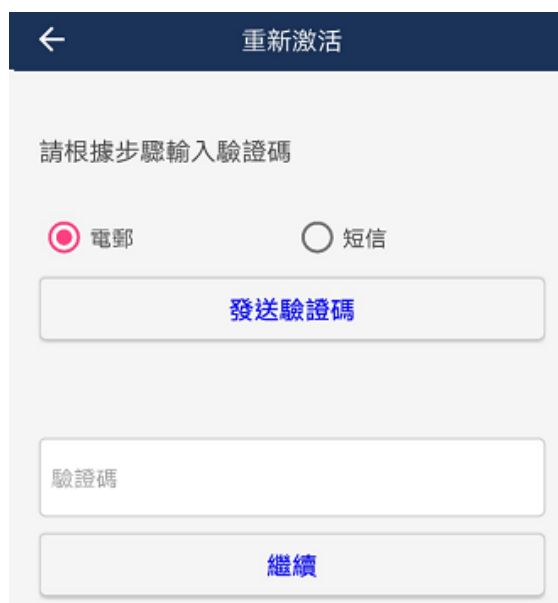 重新激活
請根據步驟輸入驗證碼
電郵 短信
發送驗證碼
驗證碼
繼續